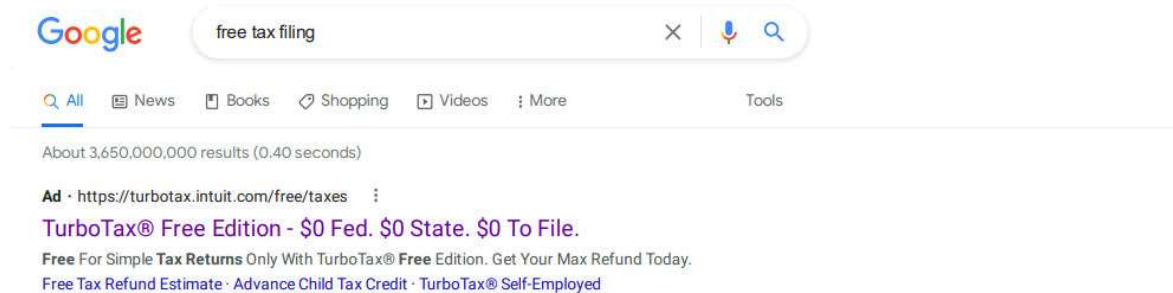 Google free tax filing
All News Books Shopping Videos More Tools
About 3,650,000,000 results (0.40 seconds)
Ad · https://turbotax.intuit.com/free/taxes
TurboTax® Free Edition - $0 Fed. $0 State. $0 To File.
Free For Simple Tax Returns Only With TurboTax® Free Edition. Get Your Max Refund Today.
Free Tax Refund Estimate · Advance Child Tax Credit · TurboTax® Self-Employed